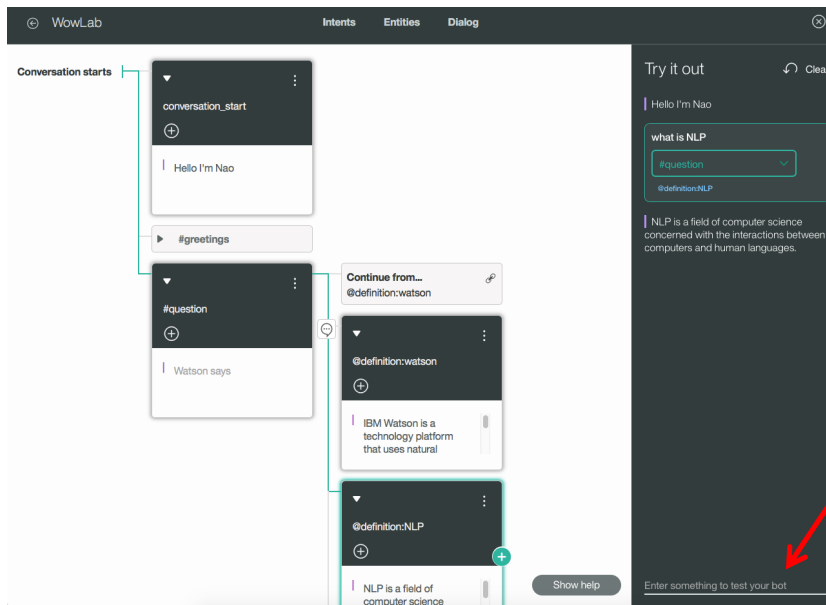 WowLab
Intents Entities Dialog
Conversation starts
conversation_start
Hello I'm Nao
#greetings
#question
Watson says
Continue from...
@definition:watson
@definition:watson
IBM Watson is a
technology platform
that uses natural
@definition:NLP
NLP is a field of
computer science
Show help
Try it out
Clea
Hello I'm Nao
what is NLP
#question
@definition:NLP
NLP is a field of computer science
concerned with the interactions between
computers and human languages.
Enter something to test your bot